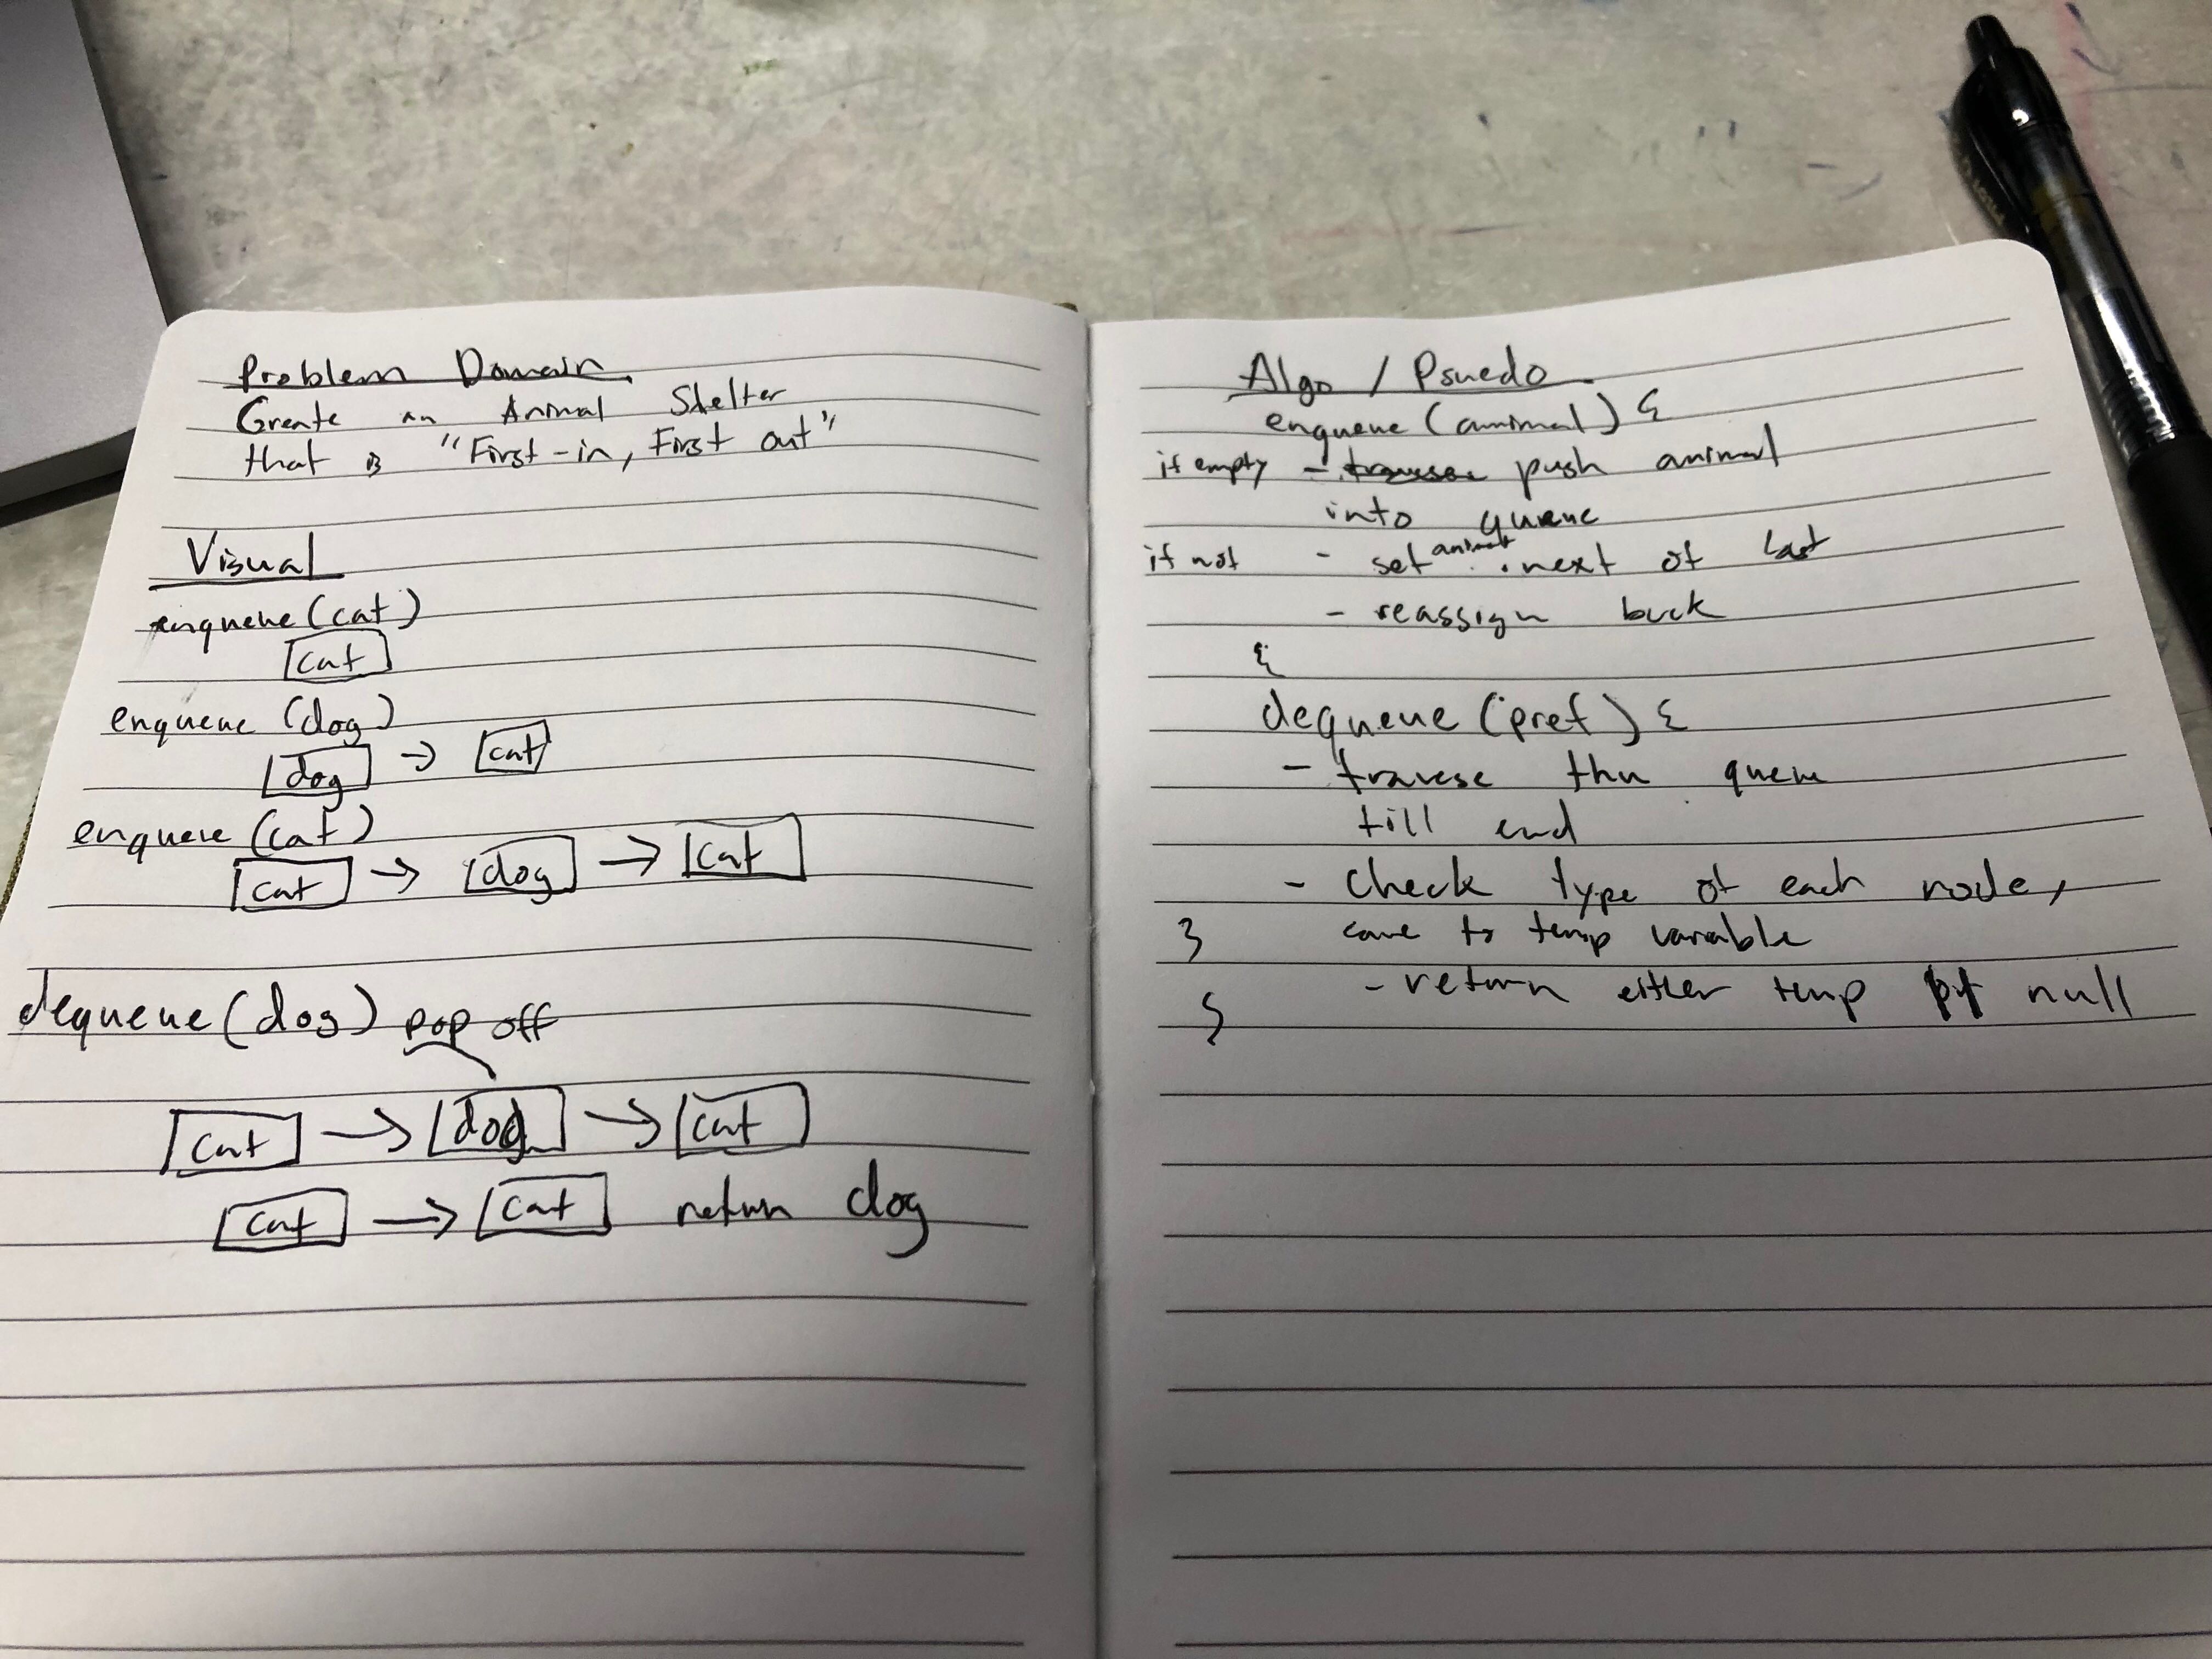 Problem Domain
Create an Animal Shelter
that is "First-in, First out"
Visual
enqueue(cat)
cat
enqueue (dog)
dog → cat
enqueue (cat)
cat → dog → cat
dequeue(dog) pop off
cat → dog → cat
cat → cat return dog
Algo / Psuedo
enqueue (animal) {
if empty - push animal
into queue
if not - set animal .next of last
- reassign back
{
dequeue (pref) {
- travese thru queue
till end
- check type of each node,
} save to temp variable
- return either temp or null
}